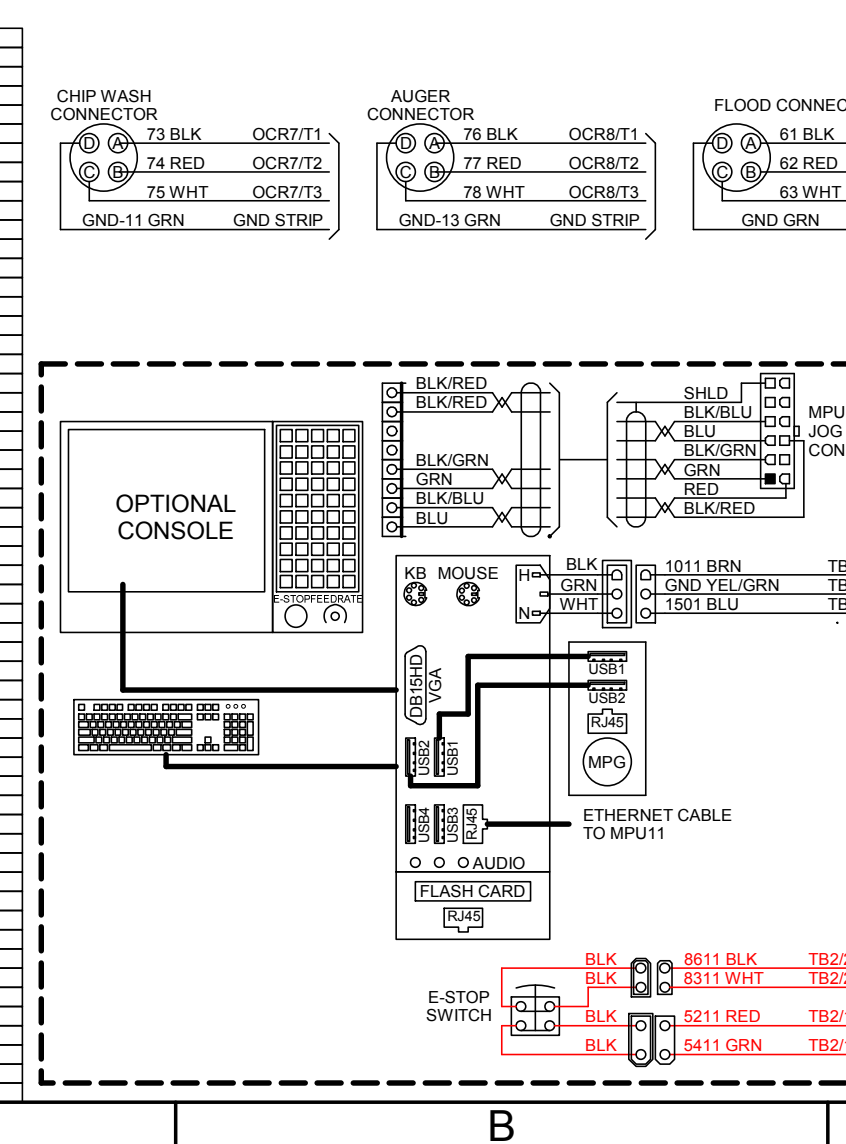 CHIP WASH
CONNECTOR
D A
C B
73 BLK OCR7/T1
74 RED OCR7/T2
75 WHT OCR7/T3
GND-11 GRN GND STRIP
AUGER
CONNECTOR
D A
C B
76 BLK OCR8/T1
77 RED OCR8/T2
78 WHT OCR8/T3
GND-13 GRN GND STRIP
FLOOD CONNEC
D A
C B
61 BLK
62 RED
63 WHT
GND GRN
OPTIONAL
CONSOLE
E-STOP FEEDRATE
BLK/RED
BLK/RED
BLK/GRN
GRN
BLK/BLU
BLU
SHLD
BLK/BLU
BLU
BLK/GRN
GRN
RED
BLK/RED
MPU
JOG
CON
KB MOUSE
H
N
BLK
GRN
WHT
1011 BRN TB
GND YEL/GRN TB
1501 BLU TB
DB15HD
VGA
USB2
USB1
USB4
USB3
RJ45
AUDIO
FLASH CARD
RJ45
USB1
USB2
RJ45
MPG
ETHERNET CABLE
TO MPU11
E-STOP
SWITCH
BLK 8611 BLK TB2/2
BLK 8311 WHT TB2/2
BLK 5211 RED TB2/1
BLK 5411 GRN TB2/1
B